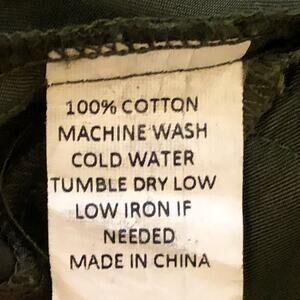 100% COTTON
MACHINE WASH
COLD WATER
TUMBLE DRY LOW
LOW IRON IF
NEEDED
MADE IN CHINA